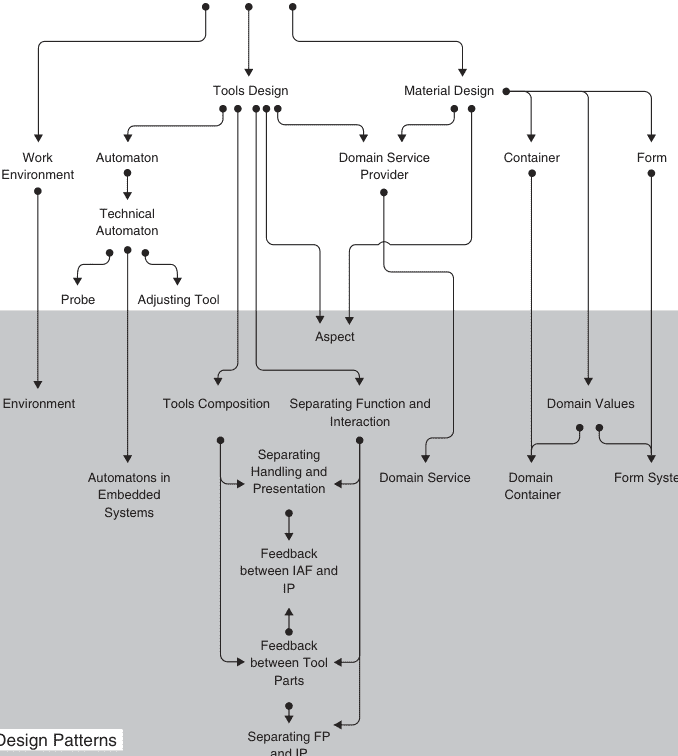 Tools Design
Material Design
Work
Environment
Automaton
Domain Service
Provider
Container
Form
Technical
Automaton
Probe
Adjusting Tool
Aspect
Environment
Tools Composition
Separating Function and
Interaction
Domain Values
Automatons in
Embedded
Systems
Separating
Handling and
Presentation
Domain Service
Domain
Container
Form Syste
Feedback
between IAF and
IP
Feedback
between Tool
Parts
Separating FP
and IP
Design Patterns